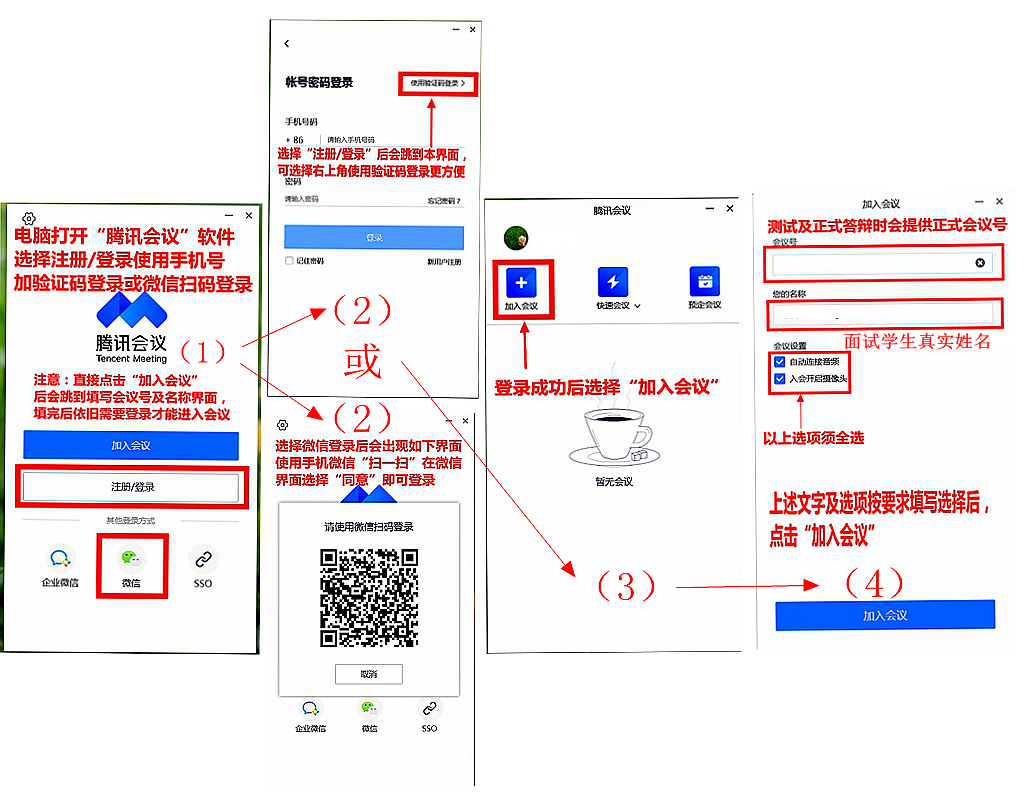 电脑打开“腾讯会议”软件
选择注册/登录使用手机号
加验证码登录或微信扫码登录
腾讯会议
Tencent Meeting
（1）
注意：直接点击“加入会议”
后会跳到填写会议号及名称界面，
填完后依旧需要登录才能进入会议
加入会议
注册/登录
其他登录方式
企业微信
微信
SSO
帐号密码登录
使用验证码登录
手机号码
+86
请输入手机号码
选择“注册/登录”后会跳到本界面，
可选择右上角使用验证码登录更方便
密码
请输入密码
忘记密码？
登录
记住密码
新用户注册
（2）
或
（2）
选择微信登录后会出现如下界面
使用手机微信“扫一扫”在微信
界面选择“同意”即可登录
请使用微信扫码登录
取消
企业微信
微信
SSO
腾讯会议
加入会议
快速会议
预定会议
登录成功后选择“加入会议”
暂无会议
（3）
加入会议
测试及正式答辩时会提供正式会议号
会议号
您的名称
面试学生真实姓名
会议设置
自动连接音频
入会开启摄像头
以上选项须全选
上述文字及选项按要求填写选择后，
点击“加入会议”
（4）
加入会议